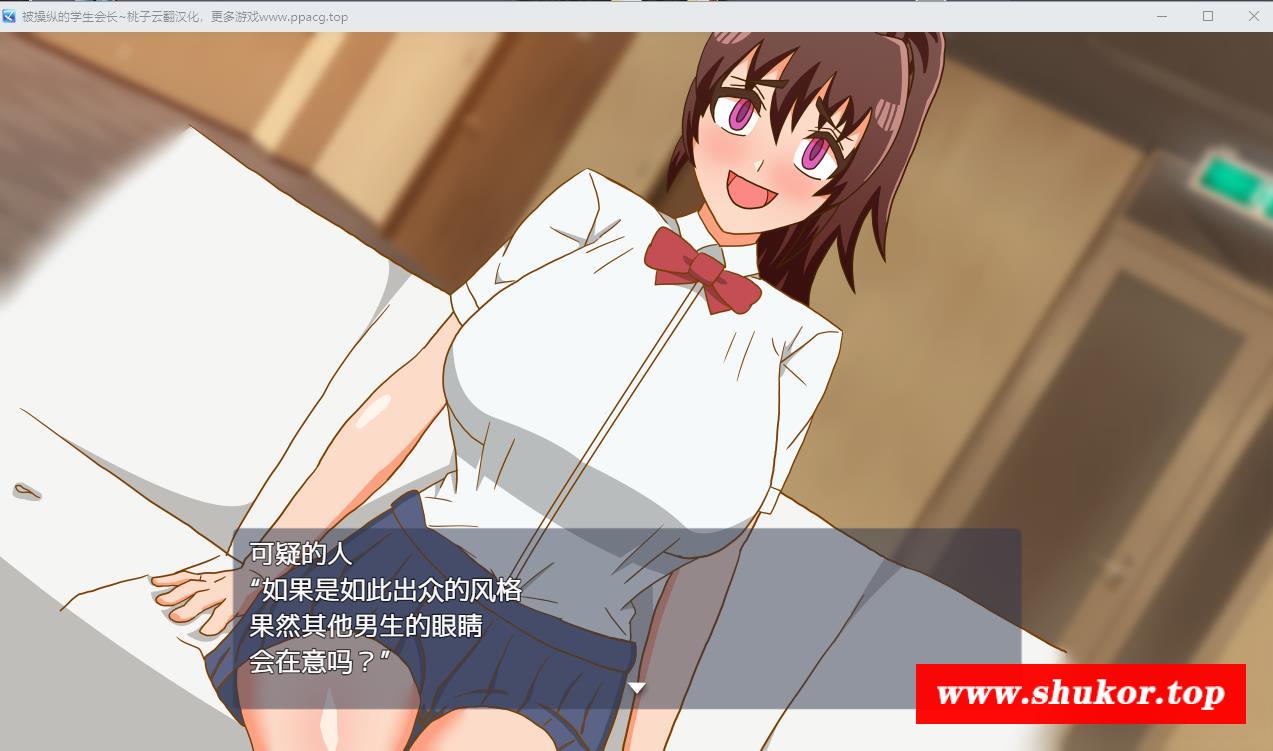 被操纵的学生会长~桃子云翻汉化，更多游戏www.ppacg.top
可疑的人
“如果是如此出众的风格
果然其他男生的眼睛
会在意吗？”
www.shukor.top